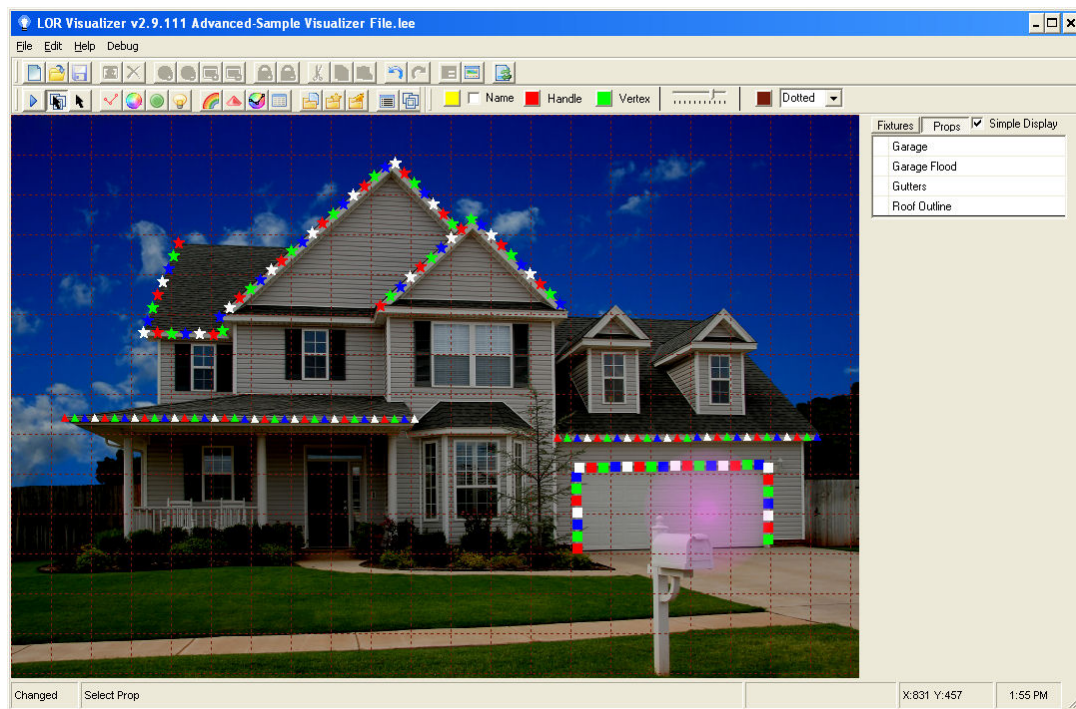 LOR Visualizer v2.9.111 Advanced-Sample Visualizer File.lee
File Edit Help Debug
Name Handle Vertex Dotted
Fixtures Props Simple Display
Garage
Garage Flood
Gutters
Roof Outline
Changed Select Prop X:831 Y:457 1:55 PM